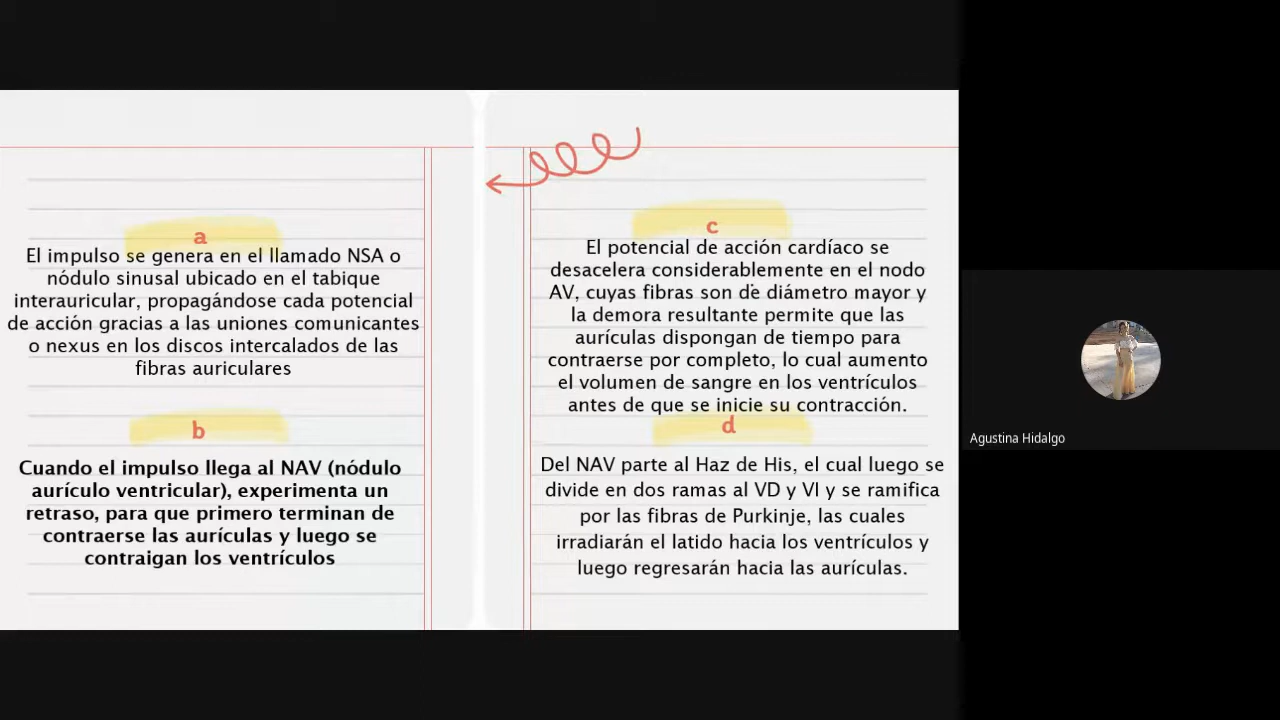 a
El impulso se genera en el llamado NSA o
nódulo sinusal ubicado en el tabique
interauricular, propagándose cada potencial
de acción gracias a las uniones comunicantes
o nexus en los discos intercalados de las
fibras auriculares
b
Cuando el impulso llega al NAV (nódulo
aurículo ventricular), experimenta un
retraso, para que primero terminan de
contraerse las aurículas y luego se
contraigan los ventrículos
c
El potencial de acción cardíaco se
desacelera considerablemente en el nodo
AV, cuyas fibras son de diámetro mayor y
la demora resultante permite que las
aurículas dispongan de tiempo para
contraerse por completo, lo cual aumento
el volumen de sangre en los ventrículos
antes de que se inicie su contracción.
d
Del NAV parte al Haz de His, el cual luego se
divide en dos ramas al VD y VI y se ramifica
por las fibras de Purkinje, las cuales
irradiarán el latido hacia los ventrículos y
luego regresarán hacia las aurículas.
Agustina Hidalgo